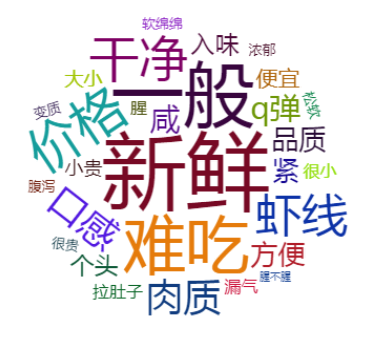 软绵绵
干净
入味
浓郁
大小
一般
便宜
变质
腥
咸
q弹
松散
价格
小贵
品质
新鲜
紧
很小
腹泻
口感
虾线
难吃
很贵
个头
方便
腥不腥
拉肚子
肉质
漏气